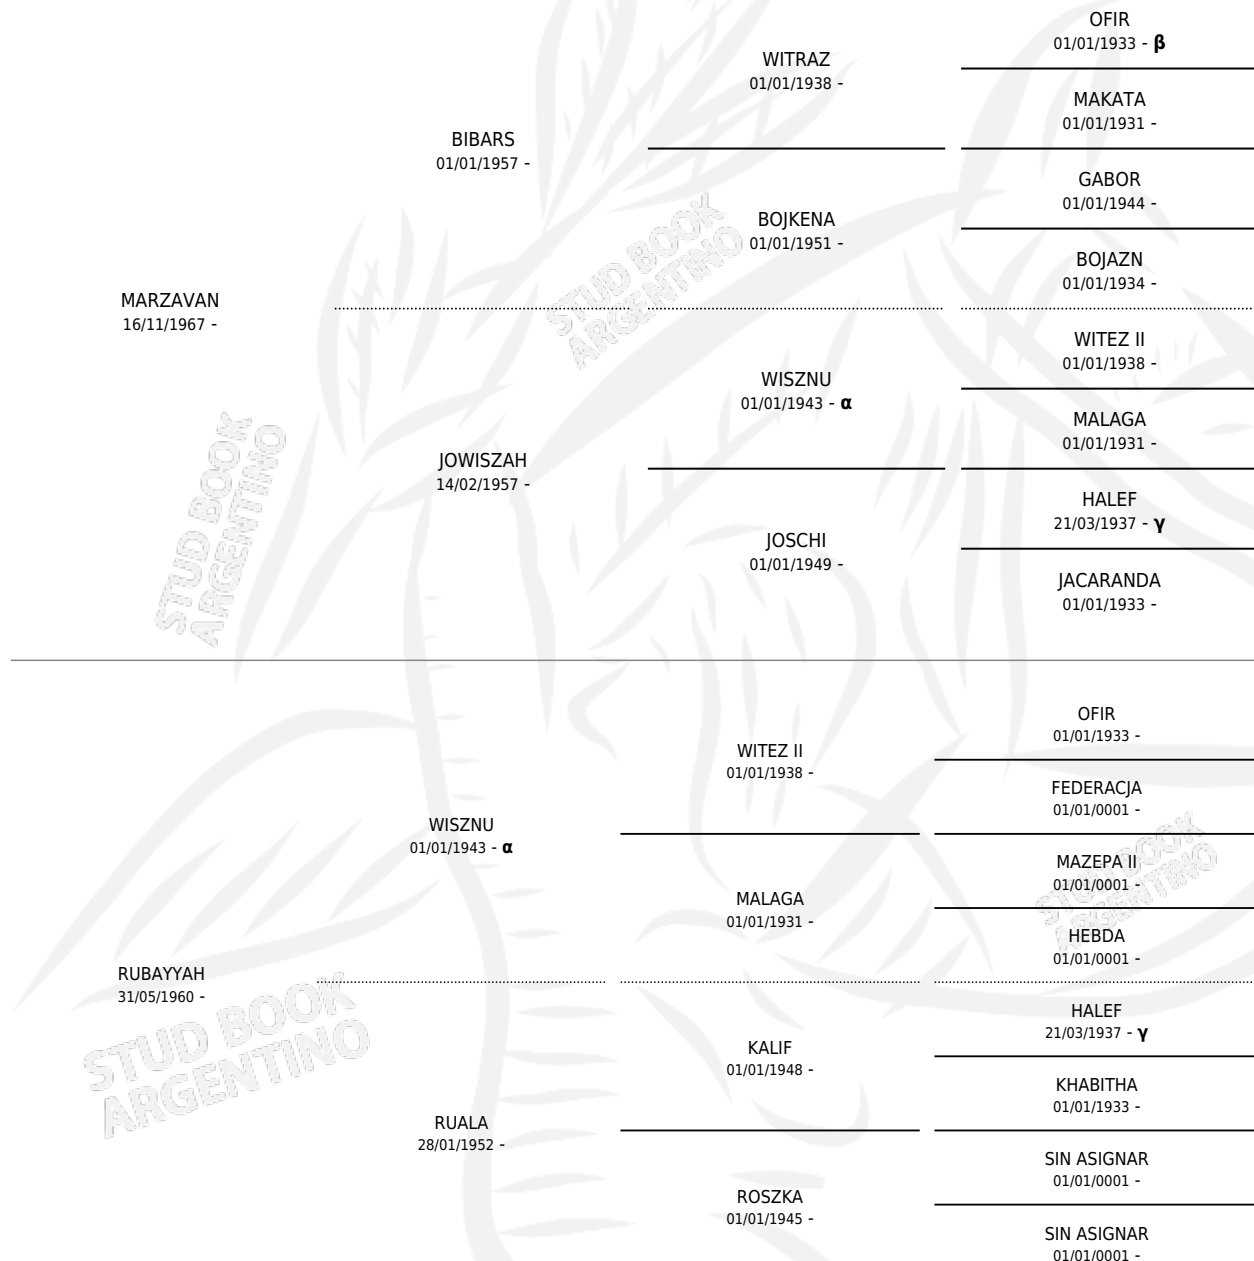 OFIR
01/01/1933 - β
WITRAZ
01/01/1938 -
MAKATA
01/01/1931 -
BIBARS
01/01/1957 -
GABOR
01/01/1944 -
BOJKENA
01/01/1951 -
BOJAZN
01/01/1934 -
MARZAVAN
16/11/1967 -
WITEZ II
01/01/1938 -
WISZNU
01/01/1943 - α
MALAGA
01/01/1931 -
JOWISZAH
14/02/1957 -
HALEF
21/03/1937 - γ
JOSCHI
01/01/1949 -
JACARANDA
01/01/1933 -
OFIR
01/01/1933 -
WITEZ II
01/01/1938 -
FEDERACJA
01/01/0001 -
WISZNU
01/01/1943 - α
MAZEPA II
01/01/0001 -
MALAGA
01/01/1931 -
HEBDA
01/01/0001 -
RUBAYYAH
31/05/1960 -
HALEF
21/03/1937 - γ
KALIF
01/01/1948 -
KHABITHA
01/01/1933 -
RUALA
28/01/1952 -
SIN ASIGNAR
01/01/0001 -
ROSZKA
01/01/1945 -
SIN ASIGNAR
01/01/0001 -
STUD BOOK
ARGENTINO
STUD BOOK
ARGENTINO
STUD BOOK
ARGENTINO
STUD BOOK
ARGENTINO